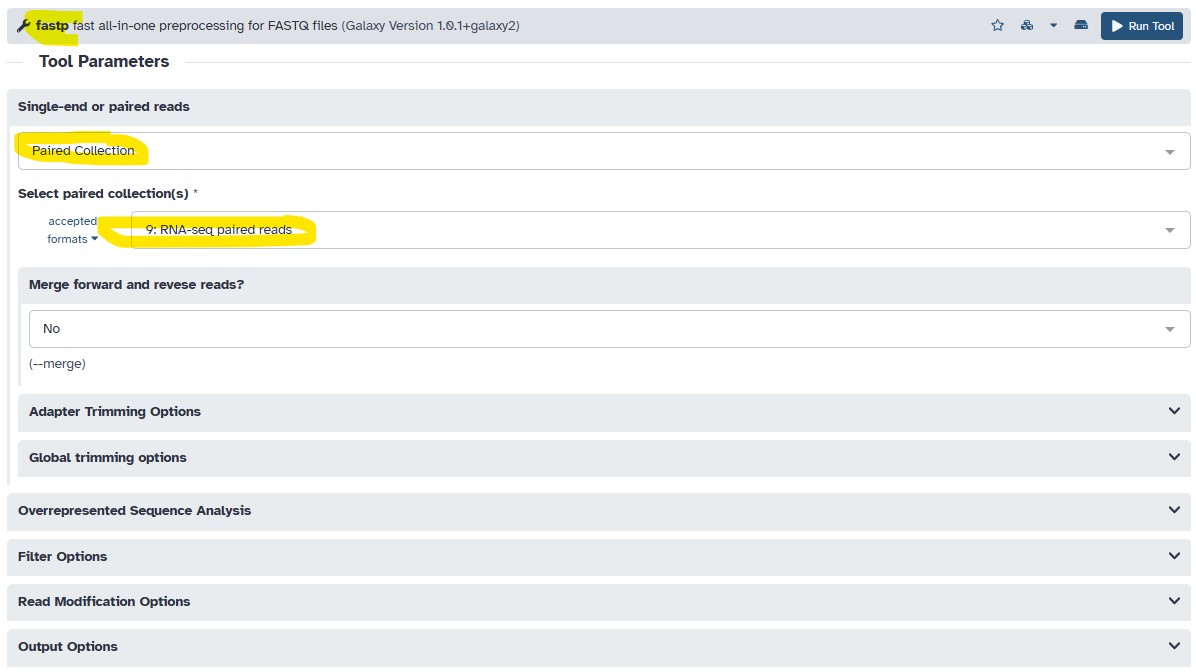 fastp fast all-in-one preprocessing for FASTQ files (Galaxy Version 1.0.1+galaxy2)
Run Tool
Tool Parameters
Single-end or paired reads
Paired Collection
Select paired collection(s) *
accepted
formats
9: RNA-seq paired reads
Merge forward and revese reads?
No
(--merge)
Adapter Trimming Options
Global trimming options
Overrepresented Sequence Analysis
Filter Options
Read Modification Options
Output Options